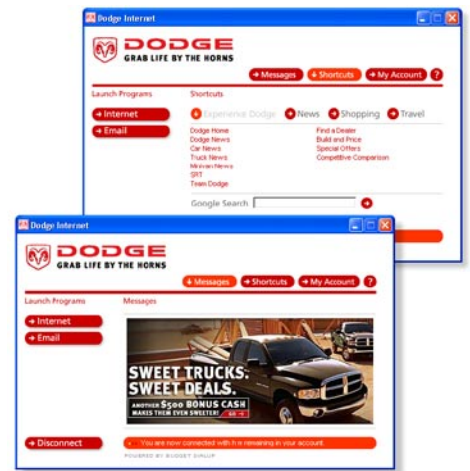 Dodge Internet
DODGE
GRAB LIFE BY THE HORNS
Messages Shortcuts My Account ?
Launch Programs Shortcuts
Internet
Email
Experience Dodge News Shopping Travel
Dodge Home Find a Dealer
Dodge News Build and Price
Car News Special Offers
Truck News Competitive Comparison
Minivan News
SRT
Team Dodge
Google Search
Dodge Internet
DODGE
GRAB LIFE BY THE HORNS
Messages Shortcuts My Account ?
Launch Programs Messages
Internet
Email
SWEET TRUCKS.
SWEET DEALS.
ANOTHER $500 BONUS CASH
MAKES THEM EVEN SWEETER! GO
Disconnect
You are now connected with h m remaining in your account.
POWERED BY BUDGET DIALUP